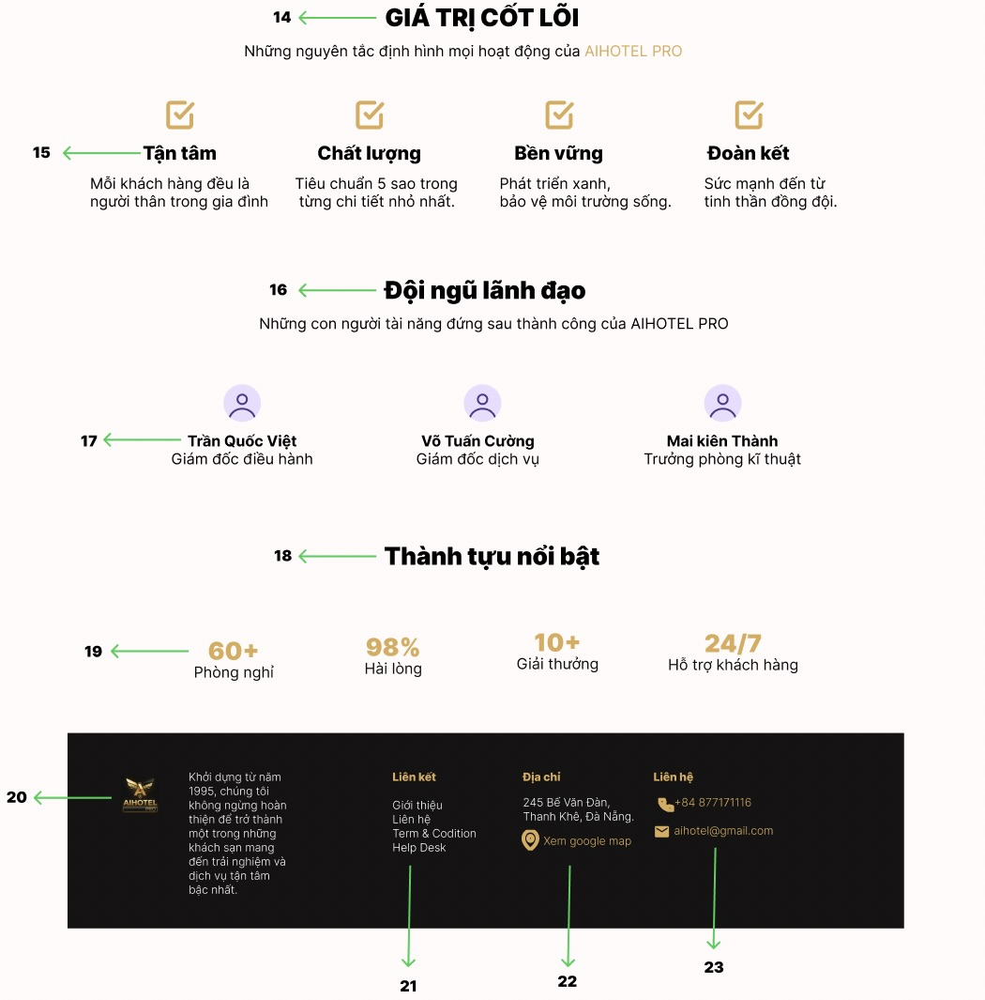 14
GIÁ TRỊ CỐT LÕI
Những nguyên tắc định hình mọi hoạt động của AIHOTEL PRO
15
Tận tâm
Mỗi khách hàng đều là
người thân trong gia đình
Chất lượng
Tiêu chuẩn 5 sao trong
từng chi tiết nhỏ nhất.
Bền vững
Phát triển xanh,
bảo vệ môi trường sống.
Đoàn kết
Sức mạnh đến từ
tinh thần đồng đội.
16
Đội ngũ lãnh đạo
Những con người tài năng đứng sau thành công của AIHOTEL PRO
17
Trần Quốc Việt
Giám đốc điều hành
Võ Tuấn Cường
Giám đốc dịch vụ
Mai kiên Thành
Trưởng phòng kĩ thuật
18
Thành tựu nổi bật
19
60+
Phòng nghỉ
98%
Hài lòng
10+
Giải thưởng
24/7
Hỗ trợ khách hàng
20
AIHOTEL
PRO
Khởi dựng từ năm
1995, chúng tôi
không ngừng hoàn
thiện để trở thành
một trong những
khách sạn mang
đến trải nghiệm và
dịch vụ tận tâm
bậc nhất.
Liên kết
Giới thiệu
Liên hệ
Term & Codition
Help Desk
Địa chỉ
245 Bế Văn Đàn,
Thanh Khê, Đà Nẵng.
Xem google map
Liên hệ
+84 877171116
aihotel@gmail.com
21
22
23